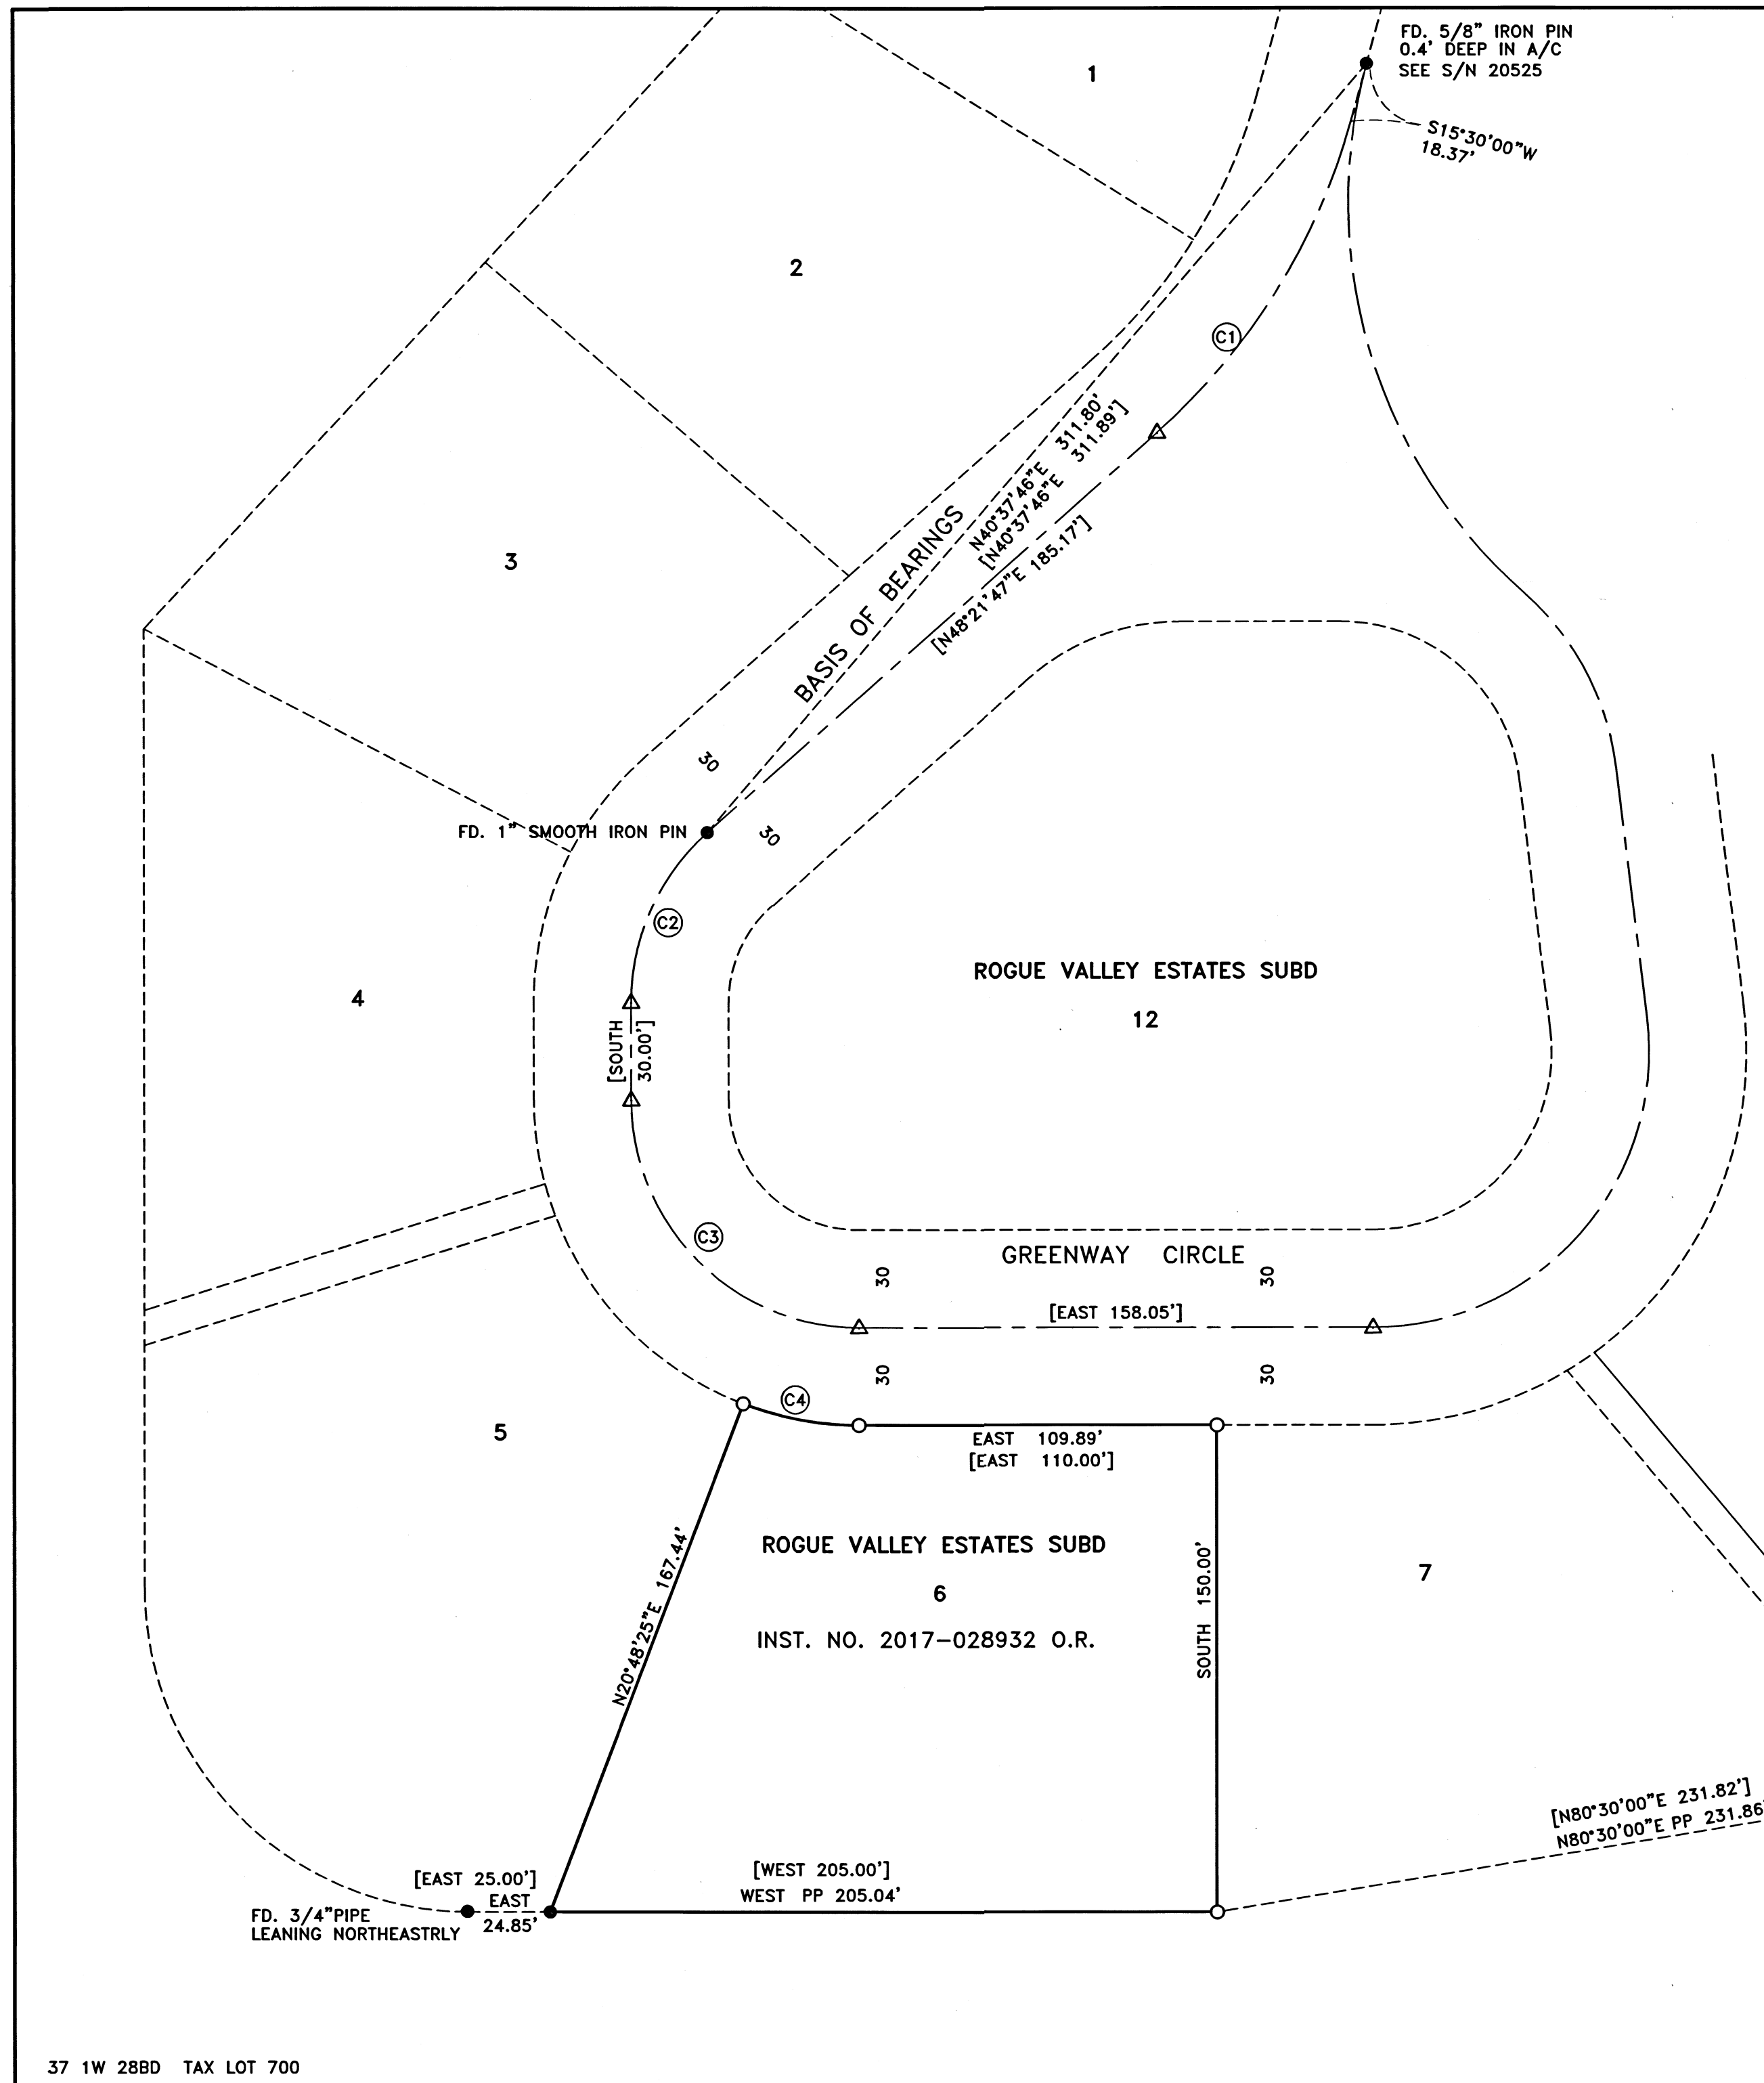 FD. 5/8" IRON PIN
0.4' DEEP IN A/C
SEE S/N 20525
1
S15°30'00"W
18.37'
2
C1
N40°37'46"E 311.80'
[N40°37'46"E 311.89']
BASIS OF BEARINGS
[N48°21'47"E 185.17']
3
30
FD. 1" SMOOTH IRON PIN
30
C2
ROGUE VALLEY ESTATES SUBD
12
4
[SOUTH
30.00']
C3
GREENWAY CIRCLE
30
30
[EAST 158.05']
30
30
C4
5
EAST 109.89'
[EAST 110.00']
ROGUE VALLEY ESTATES SUBD
6
INST. NO. 2017-028932 O.R.
N20°48'25"E 167.44'
SOUTH 150.00'
7
[N80°30'00"E 231.82']
N80°30'00"E PP 231.86'
[WEST 205.00']
WEST PP 205.04'
[EAST 25.00']
EAST
24.85'
FD. 3/4"PIPE
LEANING NORTHEASTRLY
37 1W 28BD TAX LOT 700